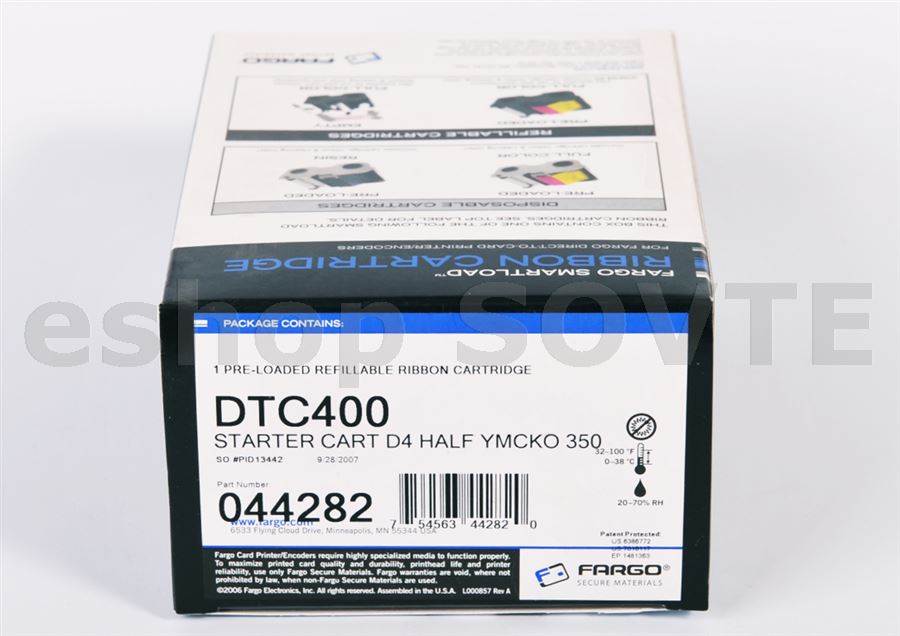 FARGO
FULL-COLOR
FULL-COLOR
EMPTY
PRE-LOADED
REFILLABLE CARTRIDGES
RESIN
FULL-COLOR
PRE-LOADED
PRE-LOADED
DISPOSABLE CARTRIDGES
THIS BOX CONTAINS ONE OF THE FOLLOWING SMARTLOAD
RIBBON CARTRIDGES. SEE TOP LABEL FOR DETAILS.
FOR FARGO DIRECT-TO-CARD PRINTER/ENCODERS
RIBBON CARTRIDGE
FARGO SMARTLOAD™
eshop SOVTE
PACKAGE CONTAINS:
1 PRE-LOADED REFILLABLE RIBBON CARTRIDGE
DTC400
STARTER CART D4 HALF YMCKO 350
SO #PID13442 9/28/2007
32–100 °F
0–38 °C
20–70% RH
Part Number:
044282
www.fargo.com
7 54563 44282 0
6533 Flying Cloud Drive, Minneapolis, MN 55344 USA
Patent Protected:
US 6386772
EP 1481353
Fargo Card Printer/Encoders require highly specialized media to function properly.
To maximize printed card quality and durability, printhead life and printer
reliability, use only Fargo Secure Materials. Fargo warranties are void, where not
prohibited by law, when non-Fargo Secure Materials are used.
©2006 Fargo Electronics, Inc. All rights reserved. Assembled in the U.S.A. L000857 Rev A
FARGO®
SECURE MATERIALS